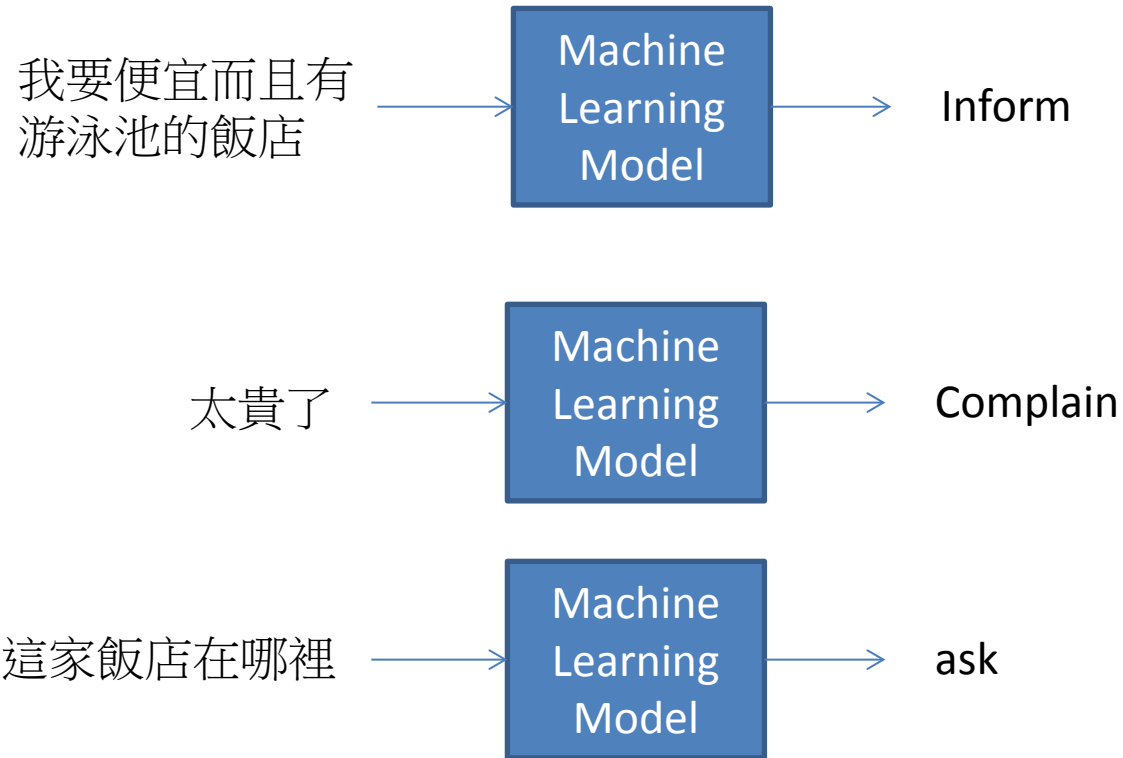 我要便宜而且有
游泳池的飯店
Machine
Learning
Model
Inform
太貴了
Machine
Learning
Model
Complain
這家飯店在哪裡
Machine
Learning
Model
ask